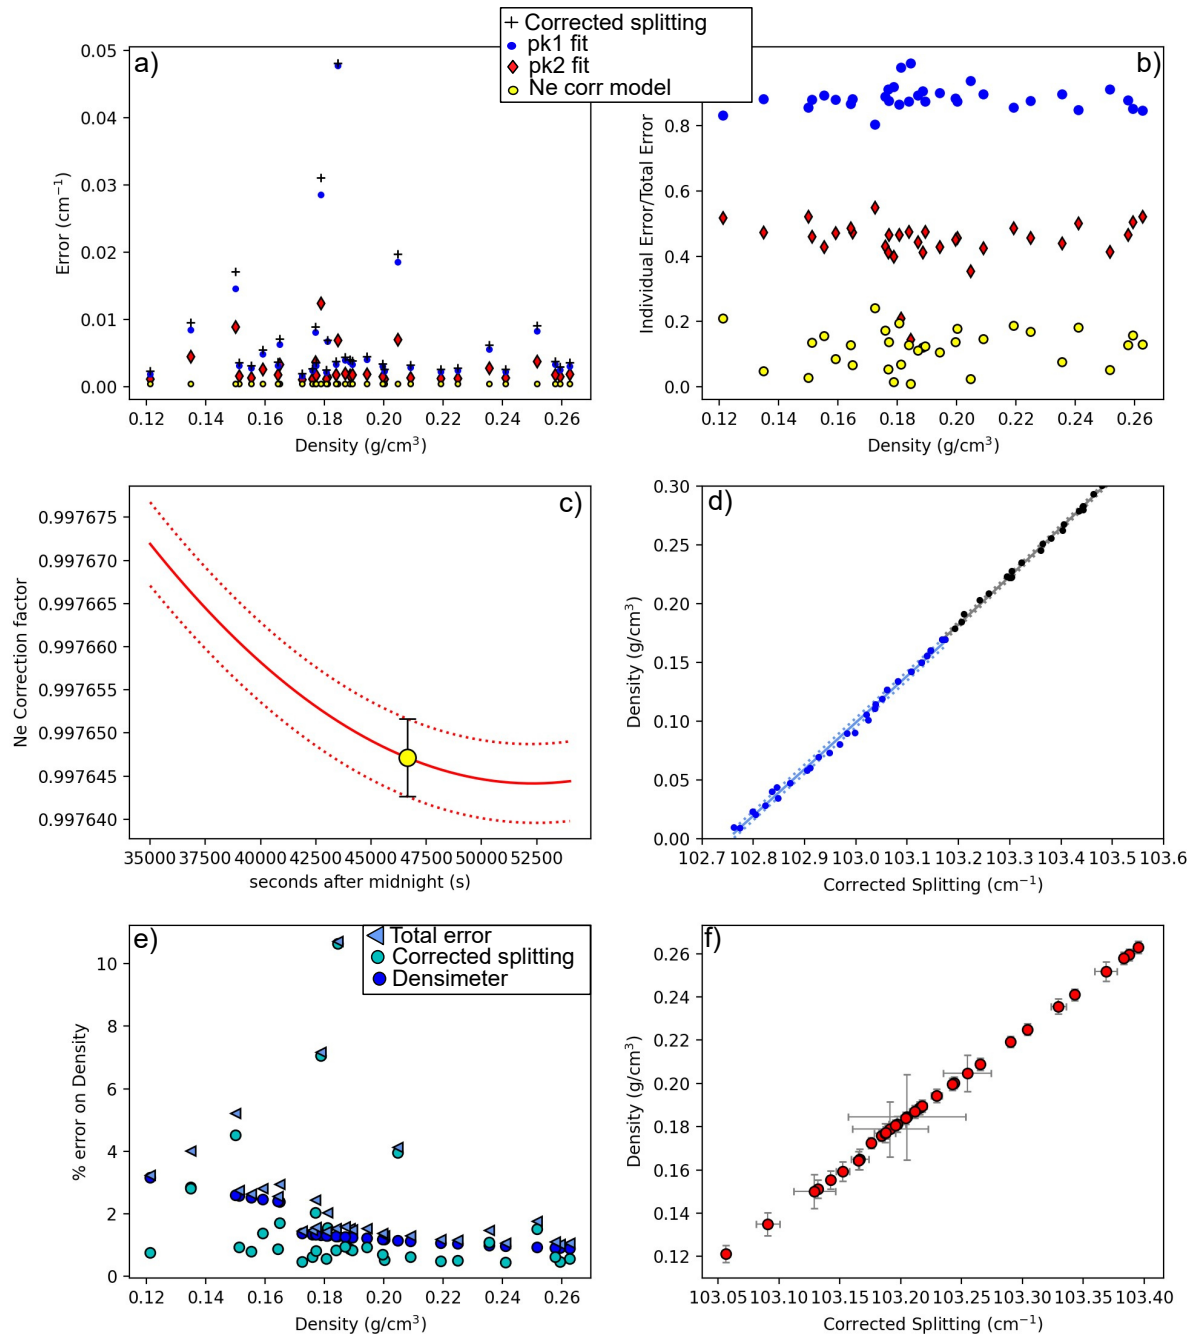 + Corrected splitting
pk1 fit
pk2 fit
Ne corr model
a)
0.05
0.04
0.03
0.02
0.01
0.00
Error (cm⁻¹)
0.12 0.14 0.16 0.18 0.20 0.22 0.24 0.26
Density (g/cm³)
b)
0.8
0.6
0.4
0.2
0.0
Individual Error/Total Error
0.12 0.14 0.16 0.18 0.20 0.22 0.24 0.26
Density (g/cm³)
c)
0.997675
0.997670
0.997665
0.997660
0.997655
0.997650
0.997645
0.997640
Ne Correction factor
35000 37500 40000 42500 45000 47500 50000 52500
seconds after midnight (s)
d)
0.30
0.25
0.20
0.15
0.10
0.05
0.00
Density (g/cm³)
102.7 102.8 102.9 103.0 103.1 103.2 103.3 103.4 103.5 103.6
Corrected Splitting (cm⁻¹)
e)
Total error
Corrected splitting
Densimeter
10
8
6
4
2
0
% error on Density
0.12 0.14 0.16 0.18 0.20 0.22 0.24 0.26
Density (g/cm³)
f)
0.26
0.24
0.22
0.20
0.18
0.16
0.14
0.12
Density (g/cm³)
103.05 103.10 103.15 103.20 103.25 103.30 103.35 103.40
Corrected Splitting (cm⁻¹)